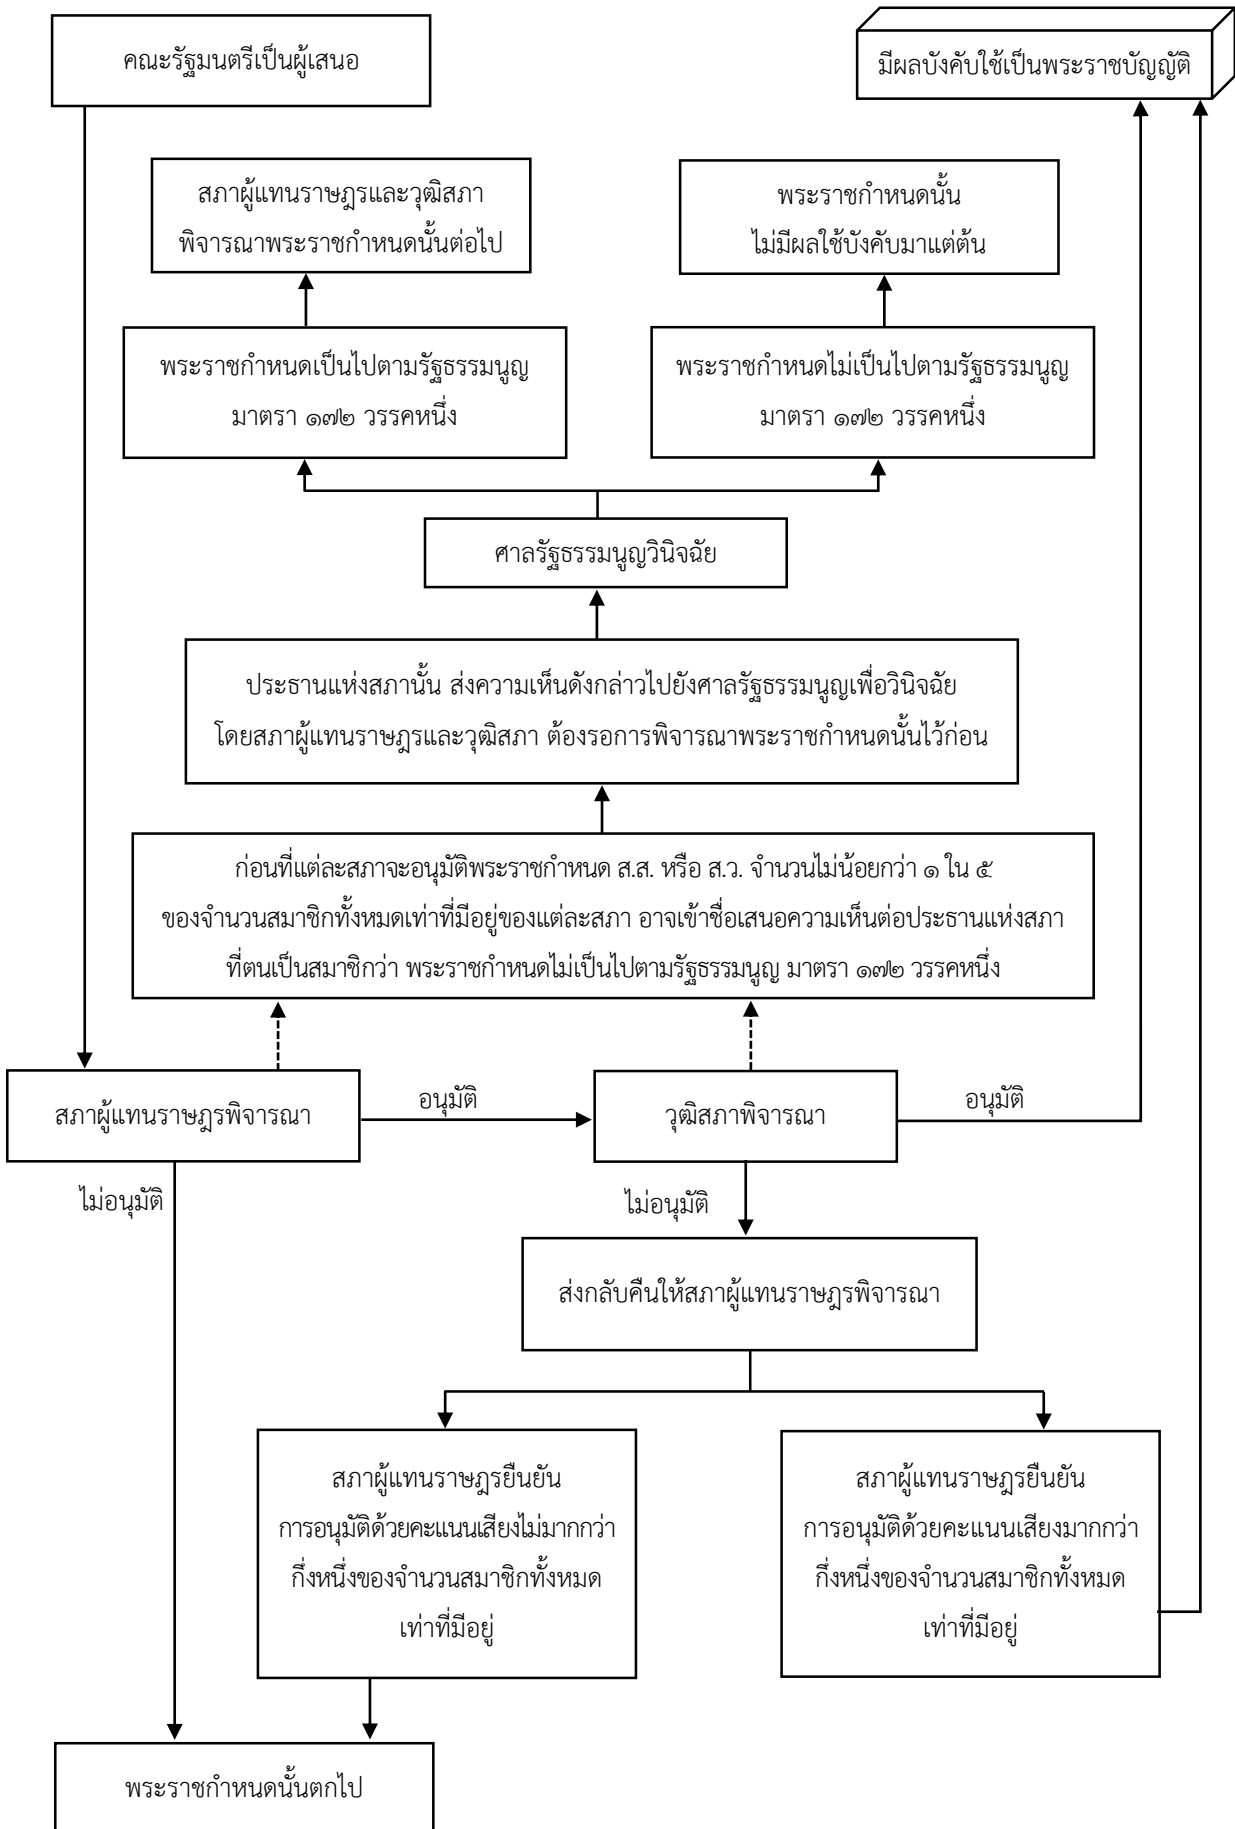 คณะรัฐมนตรีเป็นผู้เสนอ
มีผลบังคับใช้เป็นพระราชบัญญัติ
สภาผู้แทนราษฎรและวุฒิสภา
พิจารณาพระราชกำหนดนั้นต่อไป
พระราชกำหนดนั้น
ไม่มีผลใช้บังคับมาแต่ต้น
พระราชกำหนดเป็นไปตามรัฐธรรมนูญ
มาตรา ๑๗๒ วรรคหนึ่ง
พระราชกำหนดไม่เป็นไปตามรัฐธรรมนูญ
มาตรา ๑๗๒ วรรคหนึ่ง
ศาลรัฐธรรมนูญวินิจฉัย
ประธานแห่งสภานั้น ส่งความเห็นดังกล่าวไปยังศาลรัฐธรรมนูญเพื่อวินิจฉัย
โดยสภาผู้แทนราษฎรและวุฒิสภา ต้องรอการพิจารณาพระราชกำหนดนั้นไว้ก่อน
ก่อนที่แต่ละสภาจะอนุมัติพระราชกำหนด ส.ส. หรือ ส.ว. จำนวนไม่น้อยกว่า ๑ ใน ๕
ของจำนวนสมาชิกทั้งหมดเท่าที่มีอยู่ของแต่ละสภา อาจเข้าชื่อเสนอความเห็นต่อประธานแห่งสภา
ที่ตนเป็นสมาชิกว่า พระราชกำหนดไม่เป็นไปตามรัฐธรรมนูญ มาตรา ๑๗๒ วรรคหนึ่ง
สภาผู้แทนราษฎรพิจารณา
อนุมัติ
วุฒิสภาพิจารณา
อนุมัติ
ไม่อนุมัติ
ไม่อนุมัติ
ส่งกลับคืนให้สภาผู้แทนราษฎรพิจารณา
สภาผู้แทนราษฎรยืนยัน
การอนุมัติด้วยคะแนนเสียงไม่มากกว่า
กึ่งหนึ่งของจำนวนสมาชิกทั้งหมด
เท่าที่มีอยู่
สภาผู้แทนราษฎรยืนยัน
การอนุมัติด้วยคะแนนเสียงมากกว่า
กึ่งหนึ่งของจำนวนสมาชิกทั้งหมด
เท่าที่มีอยู่
พระราชกำหนดนั้นตกไป